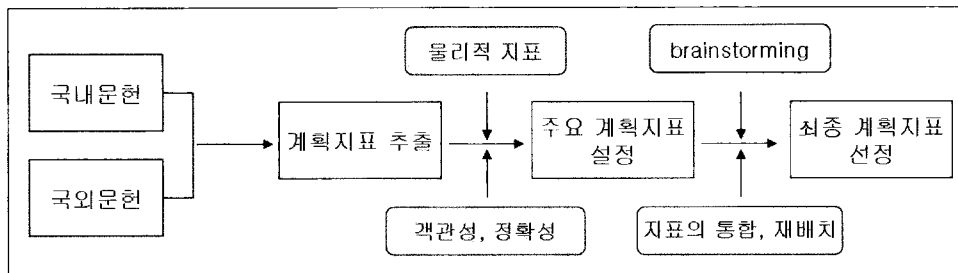 물리적 지표
brainstorming
국내문헌
계획지표 추출
주요 계획지표
설정
최종 계획지표
선정
국외문헌
객관성, 정확성
지표의 통합, 재배치